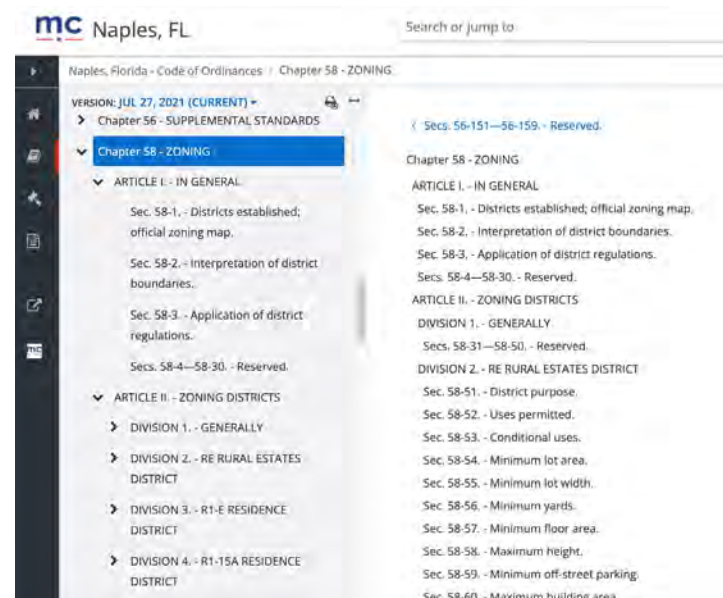 mc Naples, FL
Search or jump to
Naples, Florida - Code of Ordinances / Chapter 58 - ZONING
VERSION: JUL 27, 2021 (CURRENT)
Chapter 56 - SUPPLEMENTAL STANDARDS
Chapter 58 - ZONING
ARTICLE I. - IN GENERAL
Sec. 58-1. - Districts established;
official zoning map.
Sec. 58-2. - Interpretation of district
boundaries.
Sec. 58-3. - Application of district
regulations.
Secs. 58-4—58-30. - Reserved.
ARTICLE II. - ZONING DISTRICTS
DIVISION 1. - GENERALLY
DIVISION 2. - RE RURAL ESTATES
DISTRICT
DIVISION 3. - R1-E RESIDENCE
DISTRICT
DIVISION 4. - R1-15A RESIDENCE
DISTRICT
< Secs. 56-151—56-159. - Reserved.
Chapter 58 - ZONING
ARTICLE I. - IN GENERAL
Sec. 58-1. - Districts established; official zoning map.
Sec. 58-2. - Interpretation of district boundaries.
Sec. 58-3. - Application of district regulations.
Secs. 58-4—58-30. - Reserved.
ARTICLE II. - ZONING DISTRICTS
DIVISION 1. - GENERALLY
Secs. 58-31—58-50. - Reserved.
DIVISION 2. - RE RURAL ESTATES DISTRICT
Sec. 58-51. - District purpose.
Sec. 58-52. - Uses permitted.
Sec. 58-53. - Conditional uses.
Sec. 58-54. - Minimum lot area.
Sec. 58-55. - Minimum lot width.
Sec. 58-56. - Minimum yards.
Sec. 58-57. - Minimum floor area.
Sec. 58-58. - Maximum height.
Sec. 58-59. - Minimum off-street parking.
Sec. 58-60. - Maximum building area.